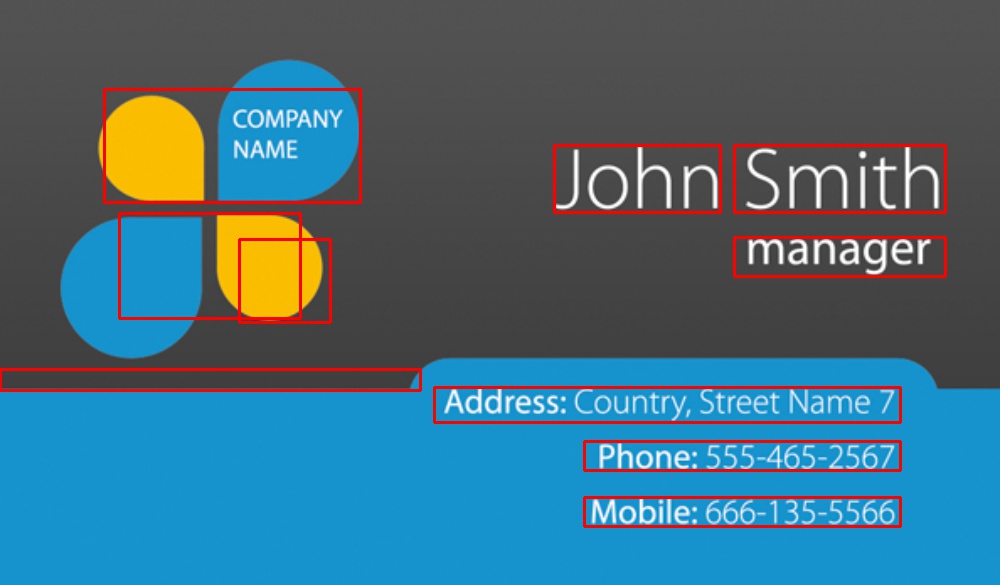 COMPANY
NAME
John Smith
manager
Address: Country, Street Name 7
Phone: 555-465-2567
Mobile: 666-135-5566